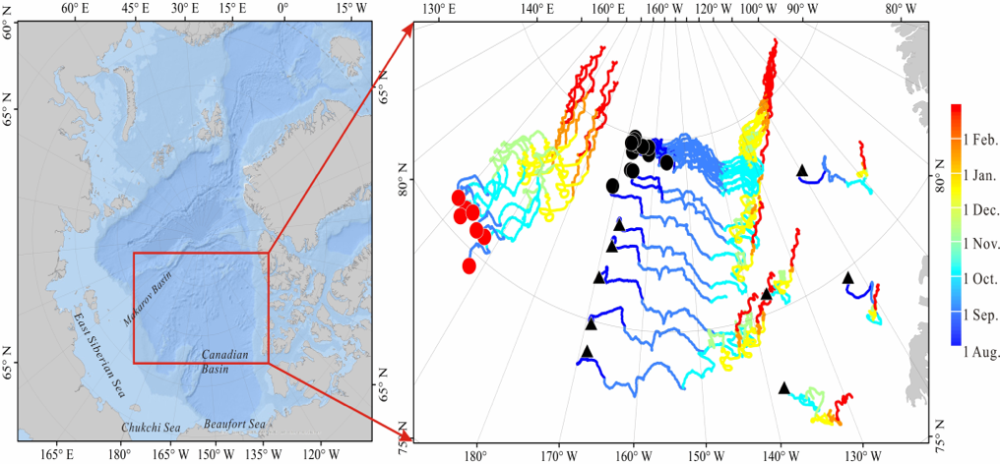 60° E 45° E 30° E 15° E 0° 15° W
60° N
65° N
65° N
65° N
65° N
Makarov Basin
East Siberian Sea
Canadian
Basin
Chukchi Sea
Beaufort Sea
165° E 180° 165° W 150° W 135° W 120° W
130° E 140° E 160° E 160° W 120° W 100° W 90° W 80° W
80° N
80° N
75° N
75° N
180° 170° W 160° W 150° W 140° W 130° W
1 Feb.
1 Jan.
1 Dec.
1 Nov.
1 Oct.
1 Sep.
1 Aug.